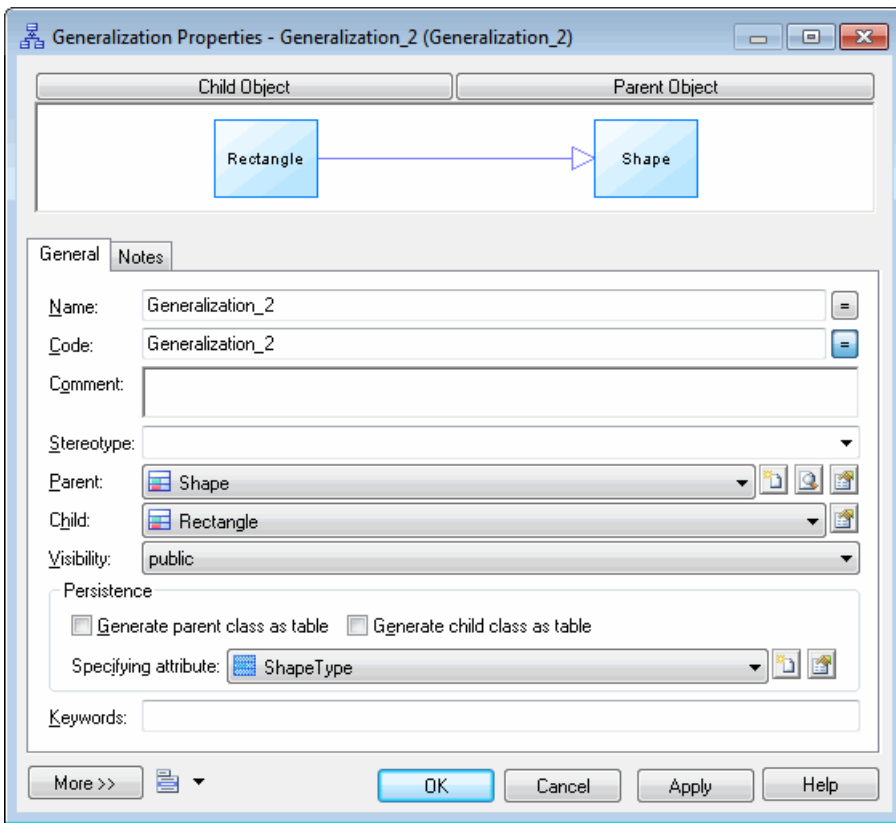 Generalization Properties - Generalization_2 (Generalization_2)
Child Object Parent Object
Rectangle Shape
General Notes
Name: Generalization_2 =
Code: Generalization_2 =
Comment:
Stereotype:
Parent: Shape
Child: Rectangle
Visibility: public
Persistence
Generate parent class as table Generate child class as table
Specifying attribute: ShapeType
Keywords:
More >> OK Cancel Apply Help